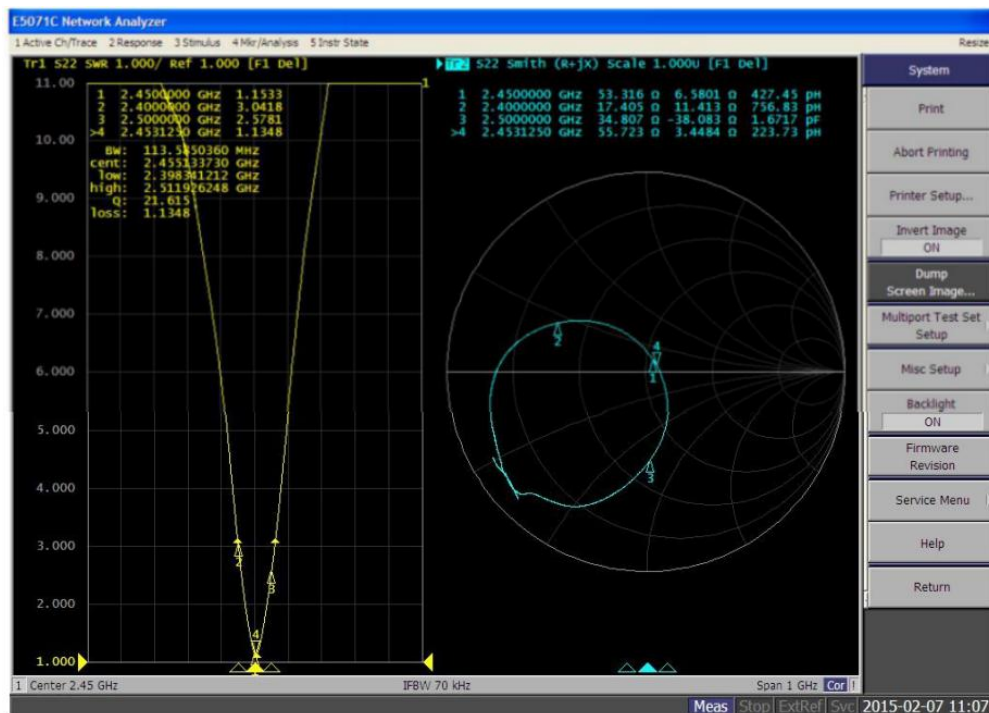 E5071C Network Analyzer
1 Active Ch/Trace 2 Response 3 Stimulus 4 Mkr/Analysis 5 Instr State
Resize
Tr1 S22 SWR 1.000/ Ref 1.000 [F1 Del]
11.00
10.00
9.000
8.000
7.000
6.000
5.000
4.000
3.000
2.000
1.000
1 2.4500000 GHz 1.1533
2 2.4000000 GHz 3.0418
3 2.5000000 GHz 2.5781
>4 2.4531250 GHz 1.1348
BW: 113.5850360 MHz
cent: 2.455133730 GHz
low: 2.398341212 GHz
high: 2.511926248 GHz
Q: 21.615
loss: 1.1348
1
2
3
4
Tr2 S22 Smith (R+jX) Scale 1.000U [F1 Del]
1 2.4500000 GHz 53.316 Ω 6.5801 Ω 427.45 pH
2 2.4000000 GHz 17.405 Ω 11.413 Ω 756.83 pH
3 2.5000000 GHz 34.807 Ω -38.083 Ω 1.6717 pF
>4 2.4531250 GHz 55.723 Ω 3.4484 Ω 223.73 pH
2
4
1
3
System
Print
Abort Printing
Printer Setup...
Invert Image
ON
Dump
Screen Image...
Multiport Test Set
Setup
Misc Setup
Backlight
ON
Firmware
Revision
Service Menu
Help
Return
1 Center 2.45 GHz
IFBW 70 kHz
Span 1 GHz Cor !
Meas Stop ExtRef Svc 2015-02-07 11:07